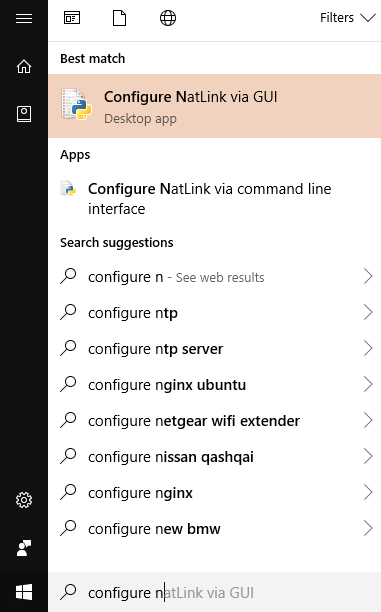 Filters
Best match
Configure NatLink via GUI
Desktop app
Apps
Configure NatLink via command line
interface
Search suggestions
configure n - See web results
configure ntp
configure ntp server
configure nginx ubuntu
configure netgear wifi extender
configure nissan qashqai
configure nginx
configure new bmw
configure natLink via GUI